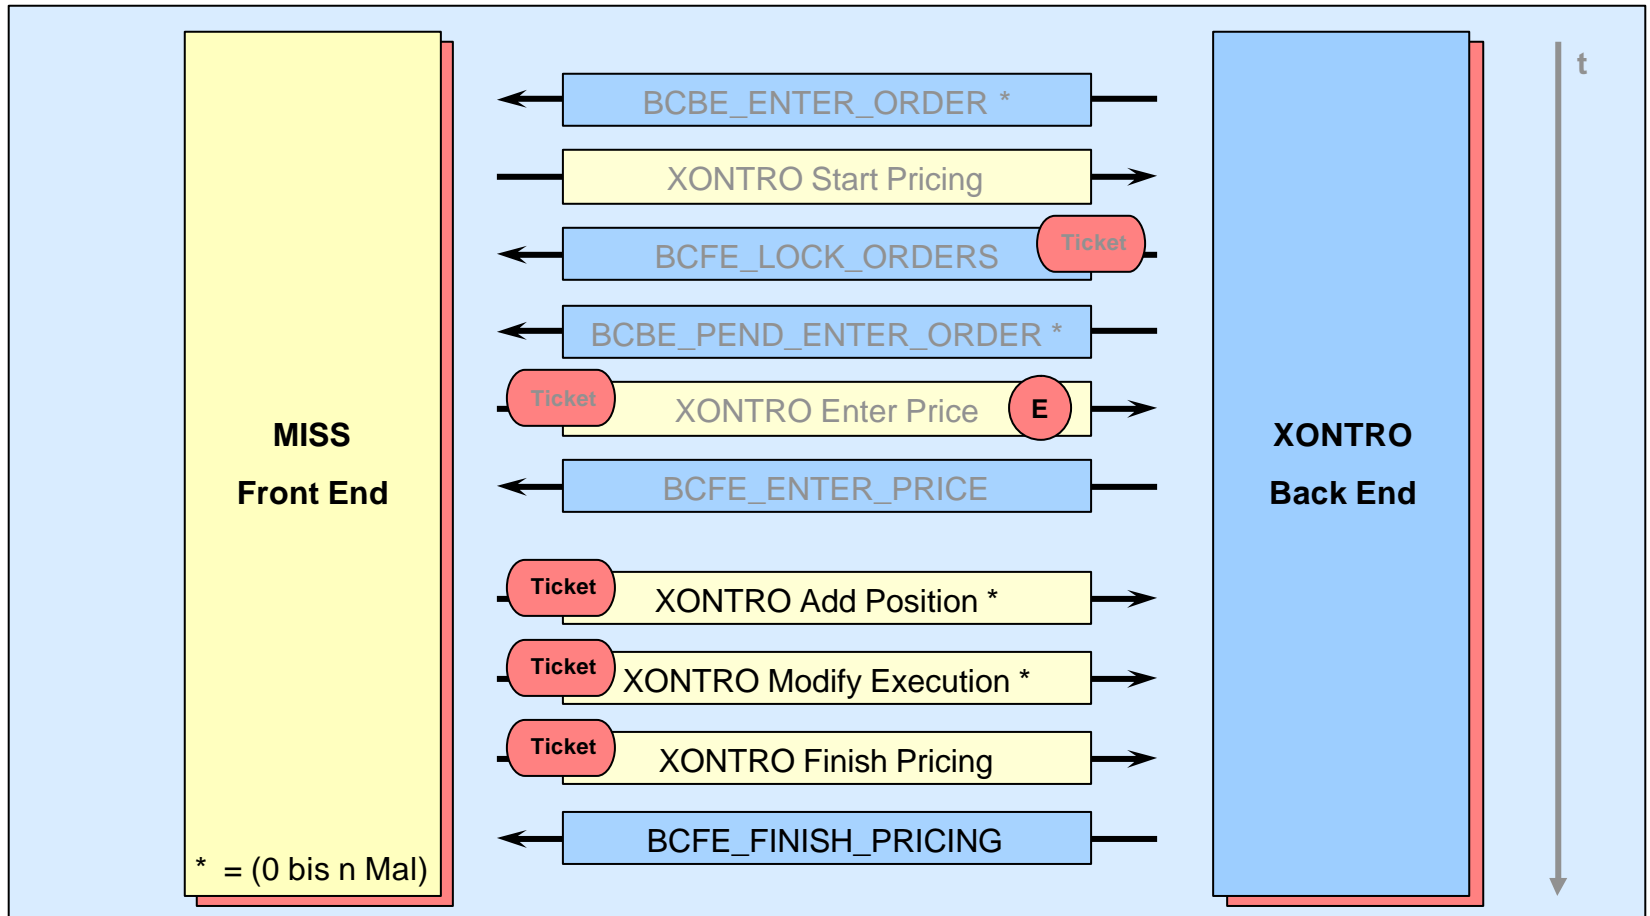 t
BCBE_ENTER_ORDER *
XONTRO Start Pricing
Ticket
BCFE_LOCK_ORDERS
BCBE_PEND_ENTER_ORDER *
Ticket
XONTRO Enter Price
E
MISS
Front End
XONTRO
Back End
BCFE_ENTER_PRICE
Ticket
XONTRO Add Position *
Ticket
XONTRO Modify Execution *
Ticket
XONTRO Finish Pricing
BCFE_FINISH_PRICING
* = (0 bis n Mal)